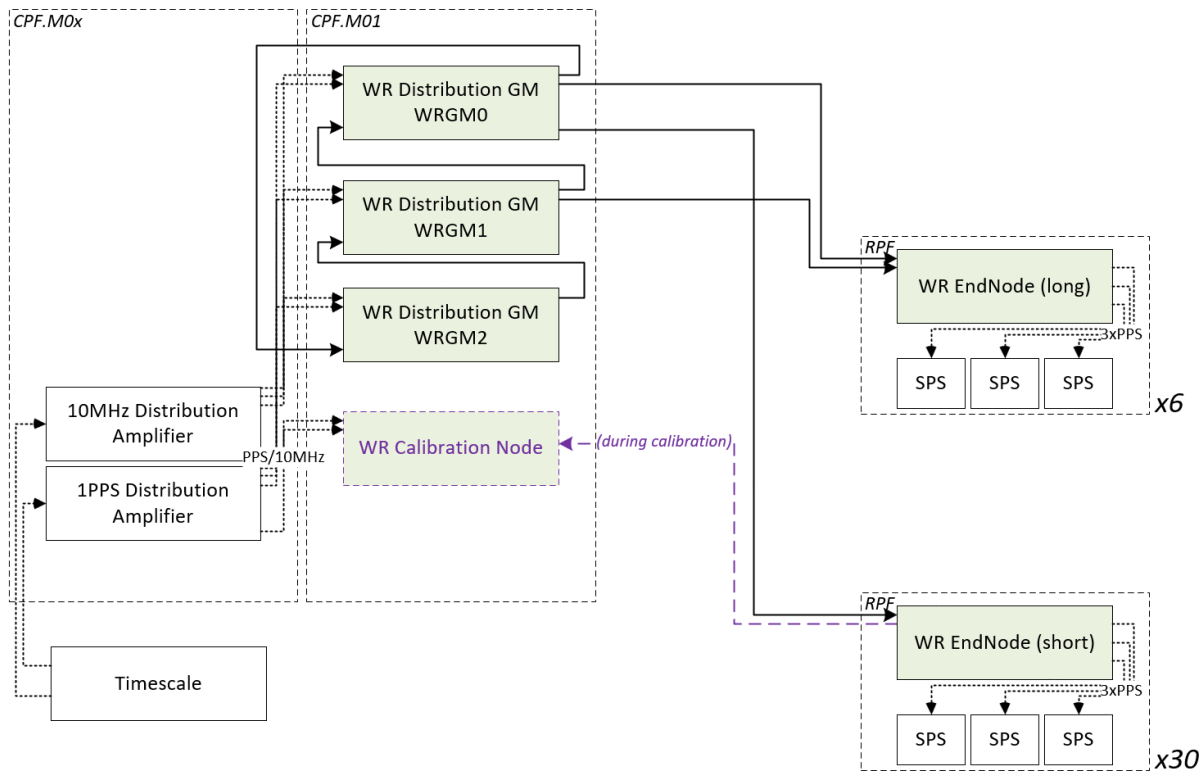 CPF.M0x
CPF.M01
WR Distribution GM
WRGM0
WR Distribution GM
WRGM1
WR Distribution GM
WRGM2
10MHz Distribution
Amplifier
PPS/10MHz
1PPS Distribution
Amplifier
WR Calibration Node
(during calibration)
Timescale
RPF
WR EndNode (long)
3xPPS
SPS
SPS
SPS
x6
RPF
WR EndNode (short)
3xPPS
SPS
SPS
SPS
x30